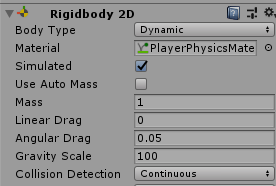 Rigidbody 2D
Body Type Dynamic
Material PlayerPhysicsMate
Simulated
Use Auto Mass
Mass 1
Linear Drag 0
Angular Drag 0.05
Gravity Scale 100
Collision Detection Continuous